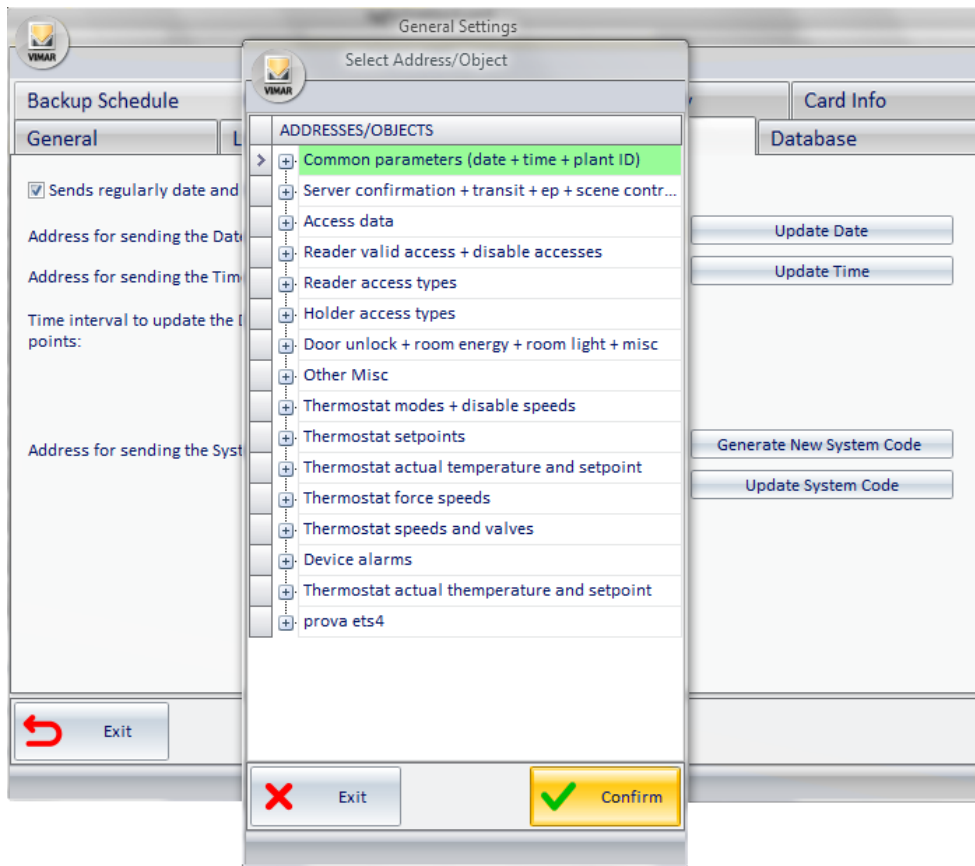 General Settings
VIMAR
Select Address/Object
VIMAR
Backup Schedule
Card Info
General
Database
ADDRESSES/OBJECTS
Common parameters (date + time + plant ID)
Sends regularly date and
Server confirmation + transit + ep + scene contr...
Access data
Address for sending the Date
Update Date
Reader valid access + disable accesses
Address for sending the Time
Update Time
Reader access types
Time interval to update the
points:
Holder access types
Door unlock + room energy + room light + misc
Other Misc
Thermostat modes + disable speeds
Thermostat setpoints
Address for sending the Syst
Generate New System Code
Thermostat actual temperature and setpoint
Update System Code
Thermostat force speeds
Thermostat speeds and valves
Device alarms
Thermostat actual themperature and setpoint
prova ets4
Exit
Exit
Confirm